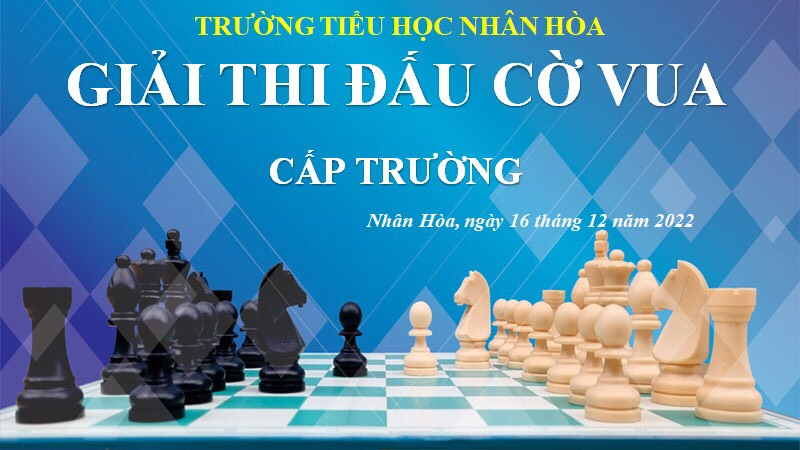 TRƯỜNG TIỂU HỌC NHÂN HÒA
GIẢI THI ĐẤU CỜ VUA
CẤP TRƯỜNG
Nhân Hòa, ngày 16 tháng 12 năm 2022